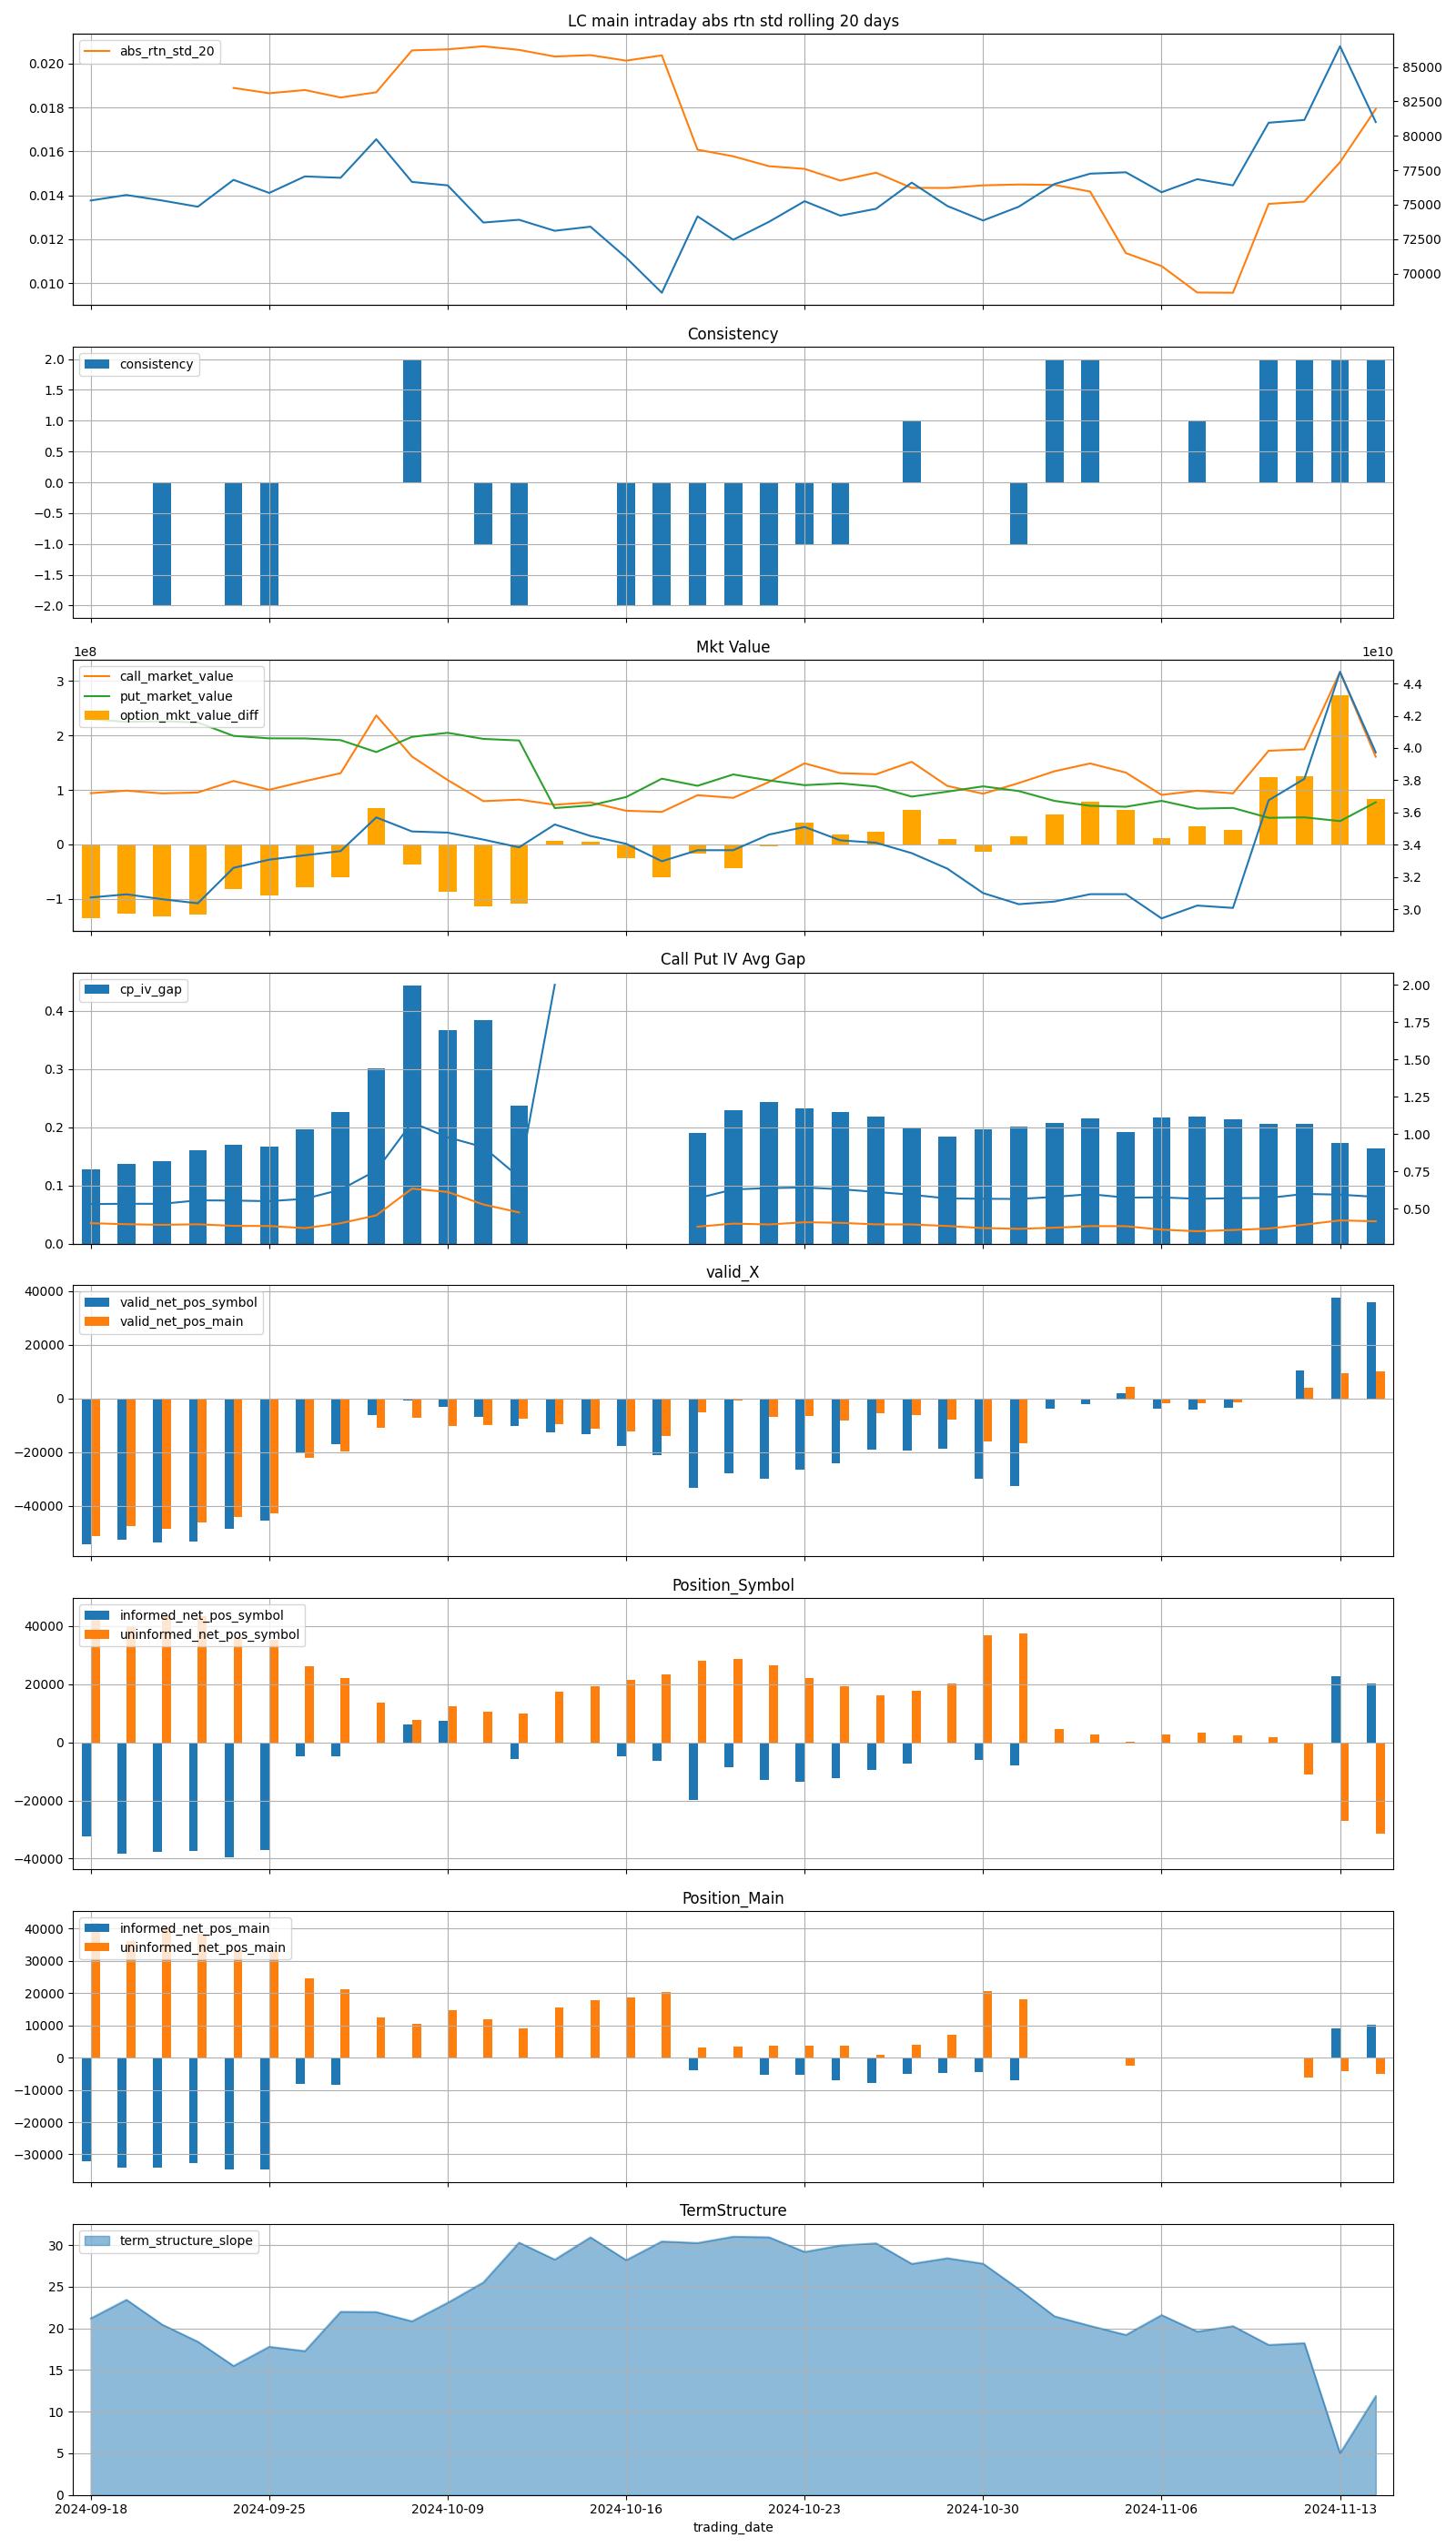 LC main intraday abs rtn std rolling 20 days
abs_rtn_std_20
0.020
0.018
0.016
0.014
0.012
0.010
85000
82500
80000
77500
75000
72500
70000
Consistency
consistency
2.0
1.5
1.0
0.5
0.0
−0.5
−1.0
−1.5
−2.0
Mkt Value
1e8
1e10
call_market_value
put_market_value
option_mkt_value_diff
3
2
1
0
−1
4.4
4.2
4.0
3.8
3.6
3.4
3.2
3.0
Call Put IV Avg Gap
cp_iv_gap
0.4
0.3
0.2
0.1
0.0
2.00
1.75
1.50
1.25
1.00
0.75
0.50
valid_X
valid_net_pos_symbol
valid_net_pos_main
40000
20000
0
−20000
−40000
Position_Symbol
informed_net_pos_symbol
uninformed_net_pos_symbol
40000
20000
0
−20000
−40000
Position_Main
informed_net_pos_main
uninformed_net_pos_main
40000
30000
20000
10000
0
−10000
−20000
−30000
TermStructure
term_structure_slope
30
25
20
15
10
5
0
2024-09-18 2024-09-25 2024-10-09 2024-10-16 2024-10-23 2024-10-30 2024-11-06 2024-11-13
trading_date